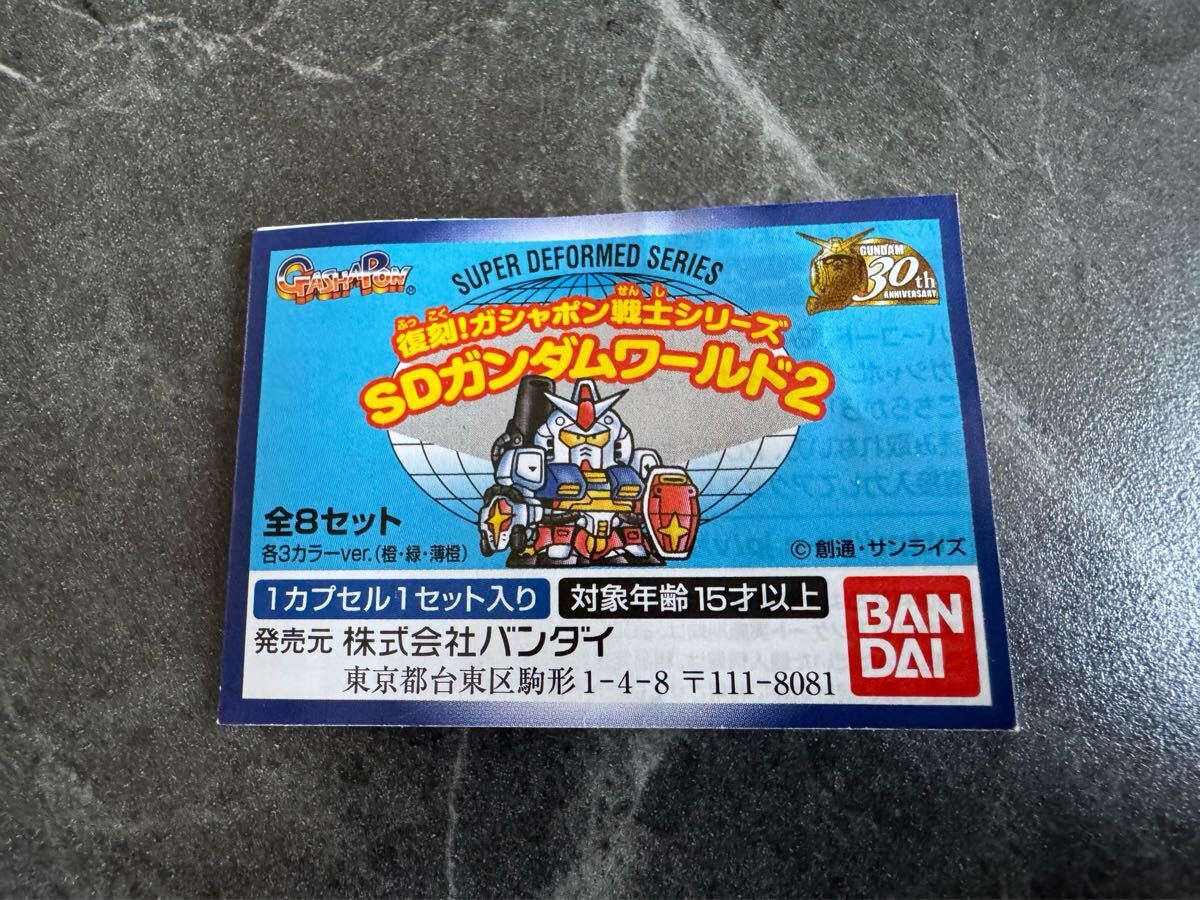 GASHAPON®
SUPER DEFORMED SERIES
GUNDAM
30th
ANNIVERSARY
ふっこく せんし
復刻!ガシャポン戦士シリーズ
SDガンダムワールド2
全8セット
各3カラーver.(橙・緑・薄橙)
©創通・サンライズ
1カプセル1セット入り
対象年齢15才以上
発売元 株式会社バンダイ
東京都台東区駒形1-4-8 〒111-8081
BAN
DAI